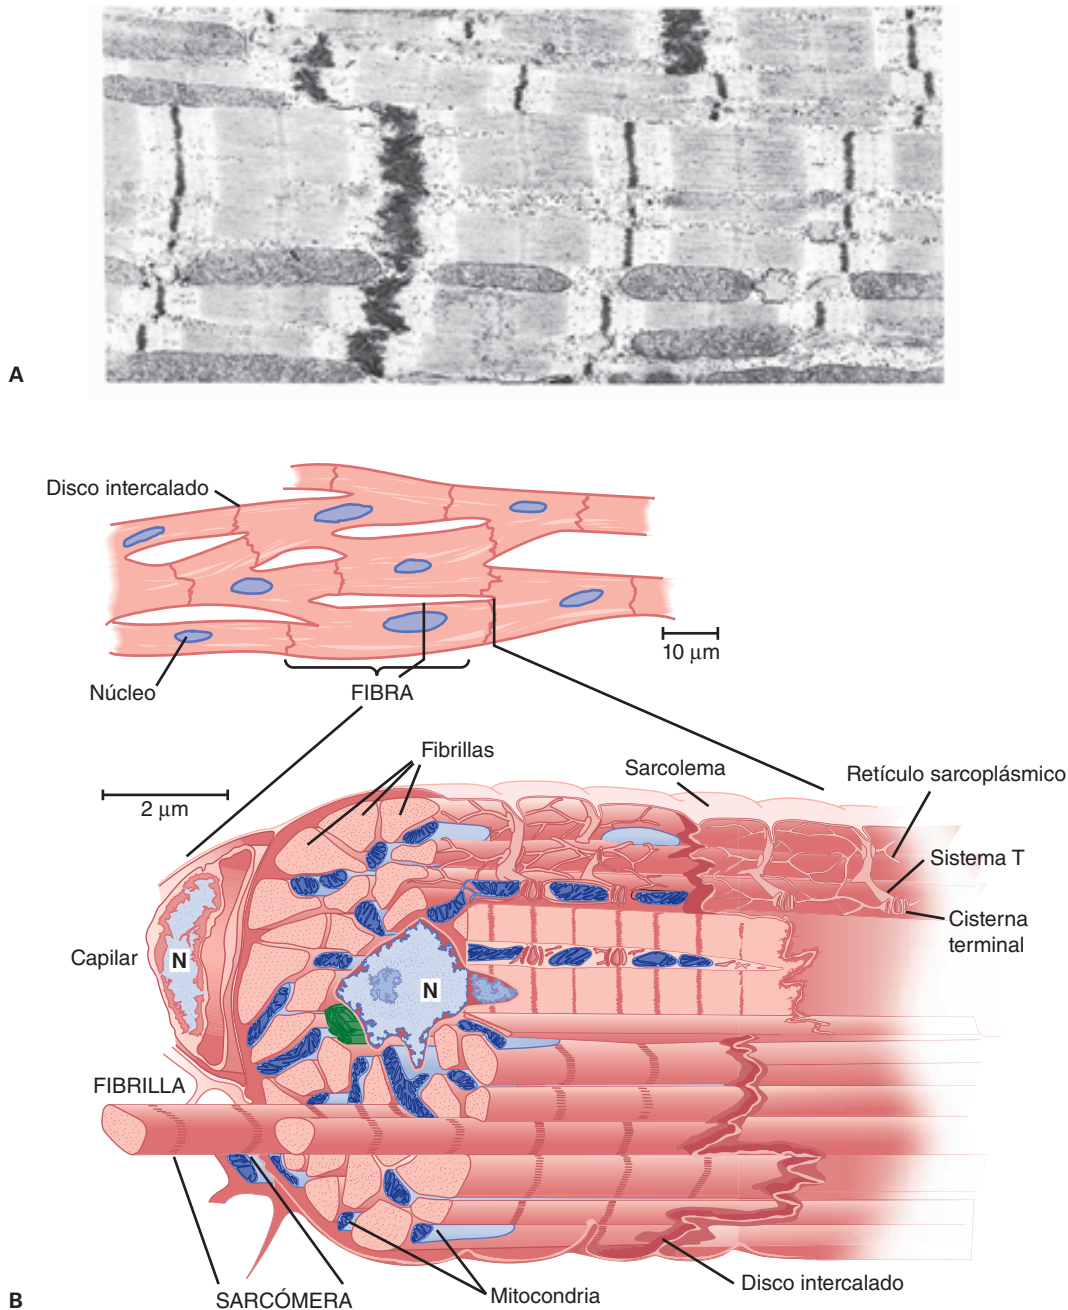 A
Disco intercalado
10 μm
Núcleo
FIBRA
Fibrillas
Sarcolema
Retículo sarcoplásmico
2 μm
Sistema T
Cisterna
terminal
Capilar
N
N
FIBRILLA
Disco intercalado
Mitocondria
SARCÓMERA
B